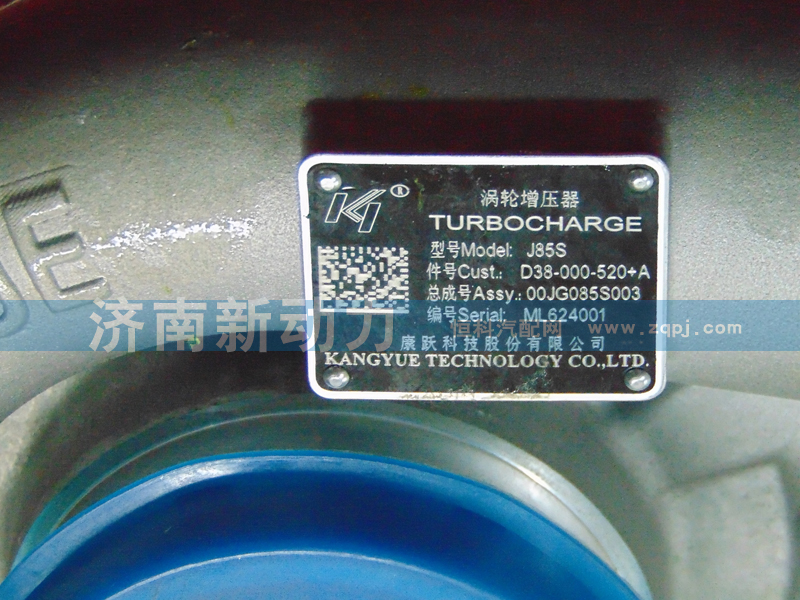 KY ®
涡轮增压器
TURBOCHARGE
型号Model: J85S
件号Cust.: D38-000-520+A
总成号Assy.: 00JG085S003
编号Serial: ML624001
康跃科技股份有限公司
KANGYUE TECHNOLOGY CO.,LTD.
济南新动力 恒科汽配网 www.zqpj.com